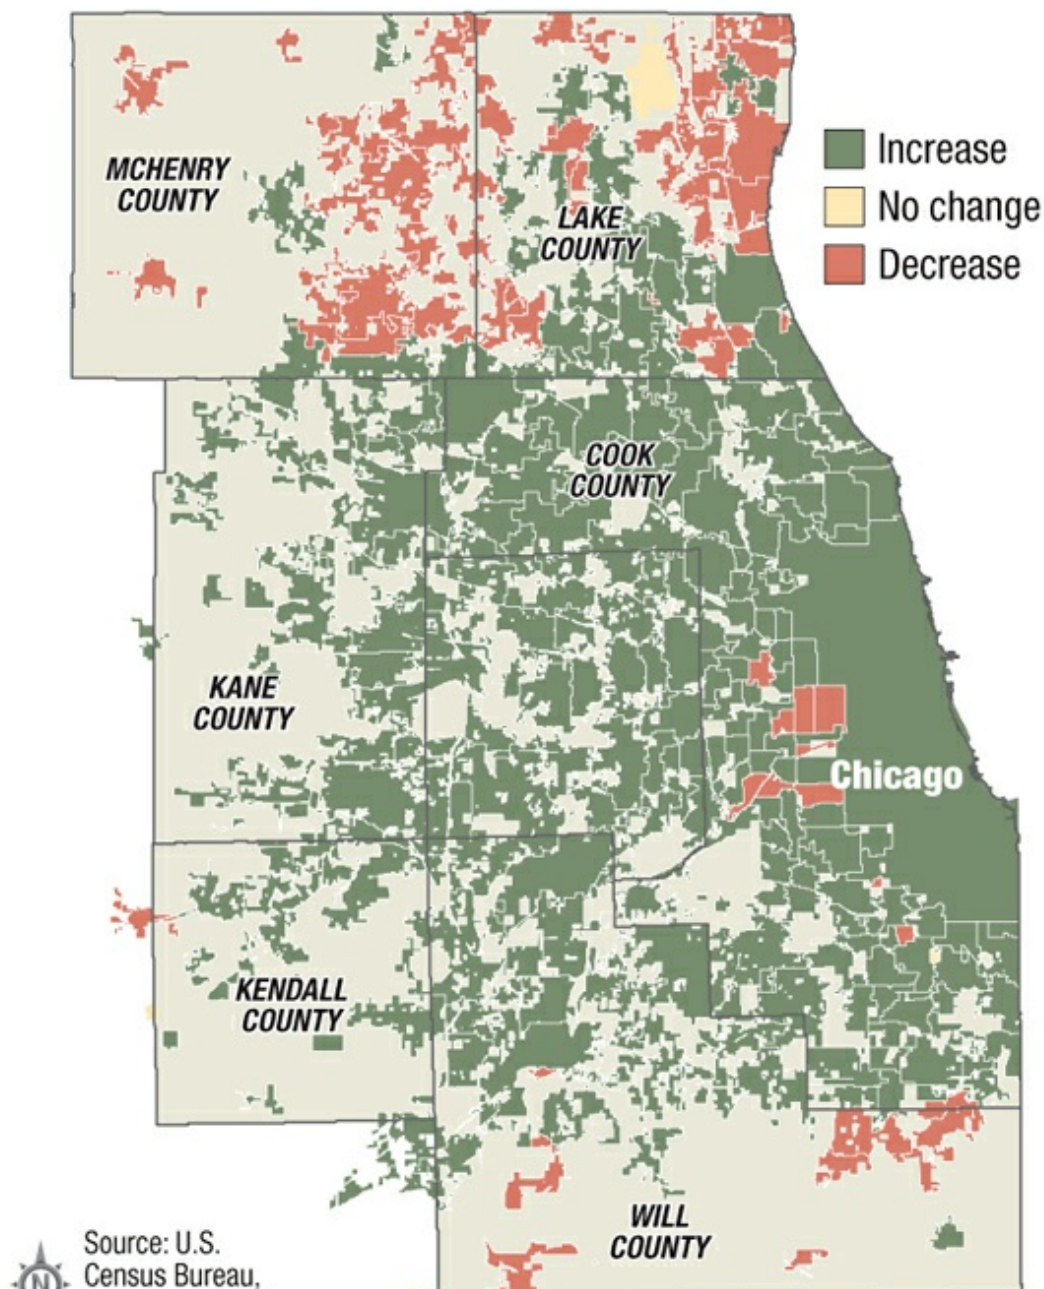 MCHENRY
COUNTY
LAKE
COUNTY
Increase
No change
Decrease
COOK
COUNTY
KANE
COUNTY
Chicago
KENDALL
COUNTY
WILL
COUNTY
Source: U.S.
Census Bureau,
N